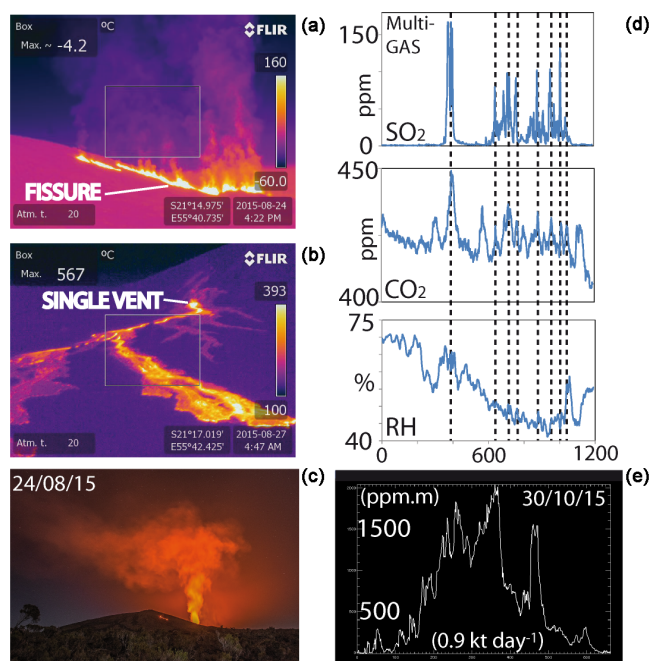 (a)
Box
ºC
Max. ~ -4.2
FLIR
160
FISSURE
-60.0
Atm. t. 20
S21°14.975'
E55°40.735'
2015-08-24
4:22 PM
(b)
Box
ºC
Max. 567
FLIR
393
SINGLE VENT
100
Atm. t. 20
S21°17.019'
E55°42.425'
2015-08-27
4:47 AM
(c)
24/08/15
(d)
Multi-
GAS
150
ppm
0
SO2
450
ppm
400
CO2
75
%
40
RH
0 600 1200
(e)
(ppm.m) 30/10/15
1500
500
(0.9 kt day-1)